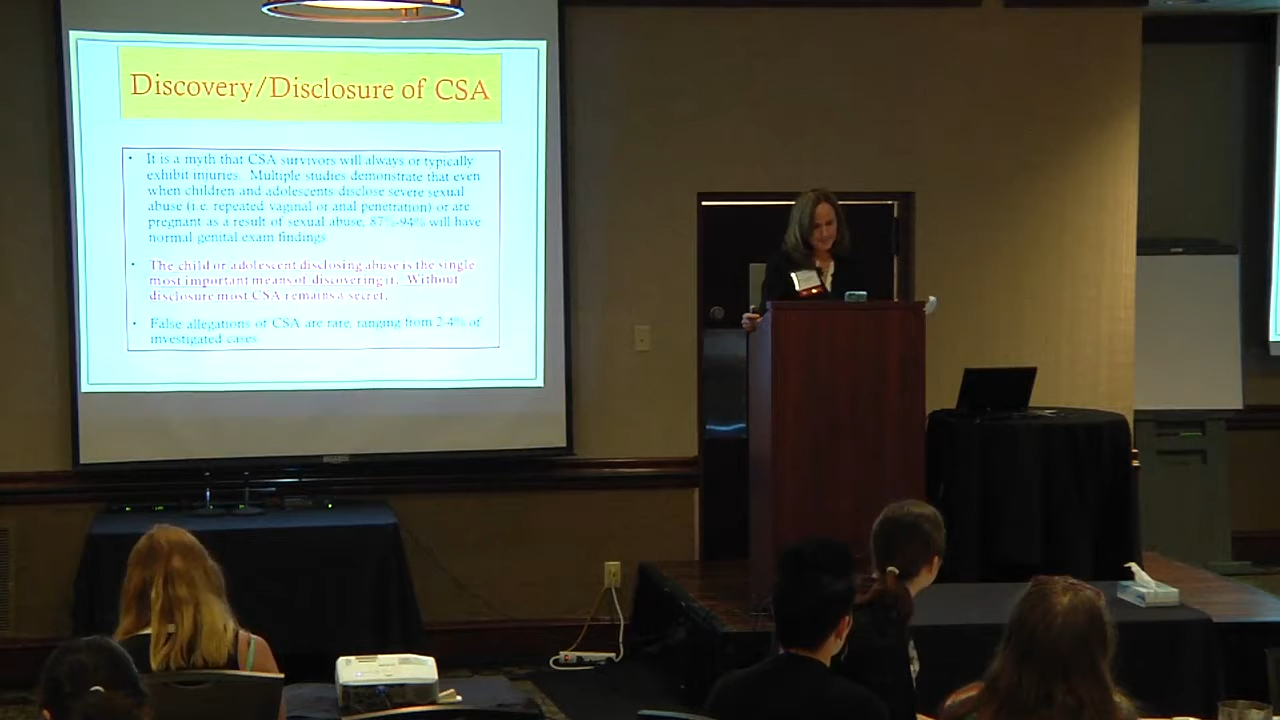 Discovery/Disclosure of CSA
• It is a myth that CSA survivors will always or typically
exhibit injuries. Multiple studies demonstrate that even
when children and adolescents disclose severe sexual
abuse (i.e. repeated vaginal or anal penetration) or are
pregnant as a result of sexual abuse, 87%-94% will have
normal genital exam findings
• The child or adolescent disclosing abuse is the single
most important means of discovering it. Without
disclosure most CSA remains a secret.
• False allegations of CSA are rare, ranging from 2-4% of
investigated cases